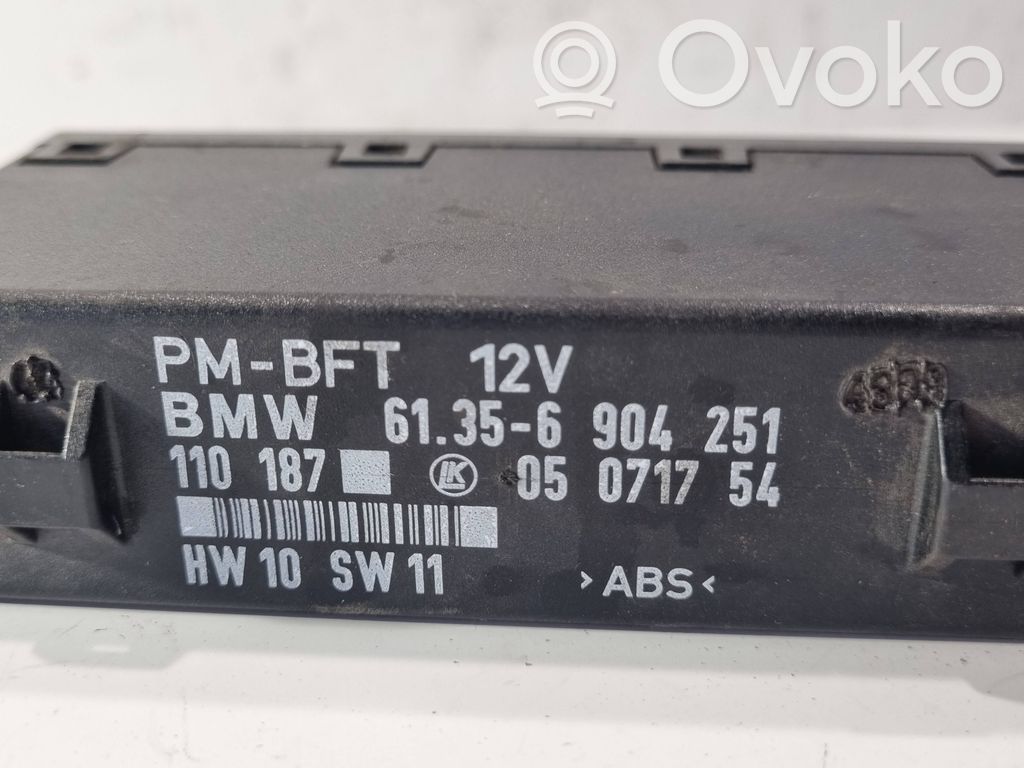 Ovoko
PM-BFT 12V
BMW 61.35-6 904 251
110 187 LK 05 0717 54
HW 10 SW 11 >ABS<